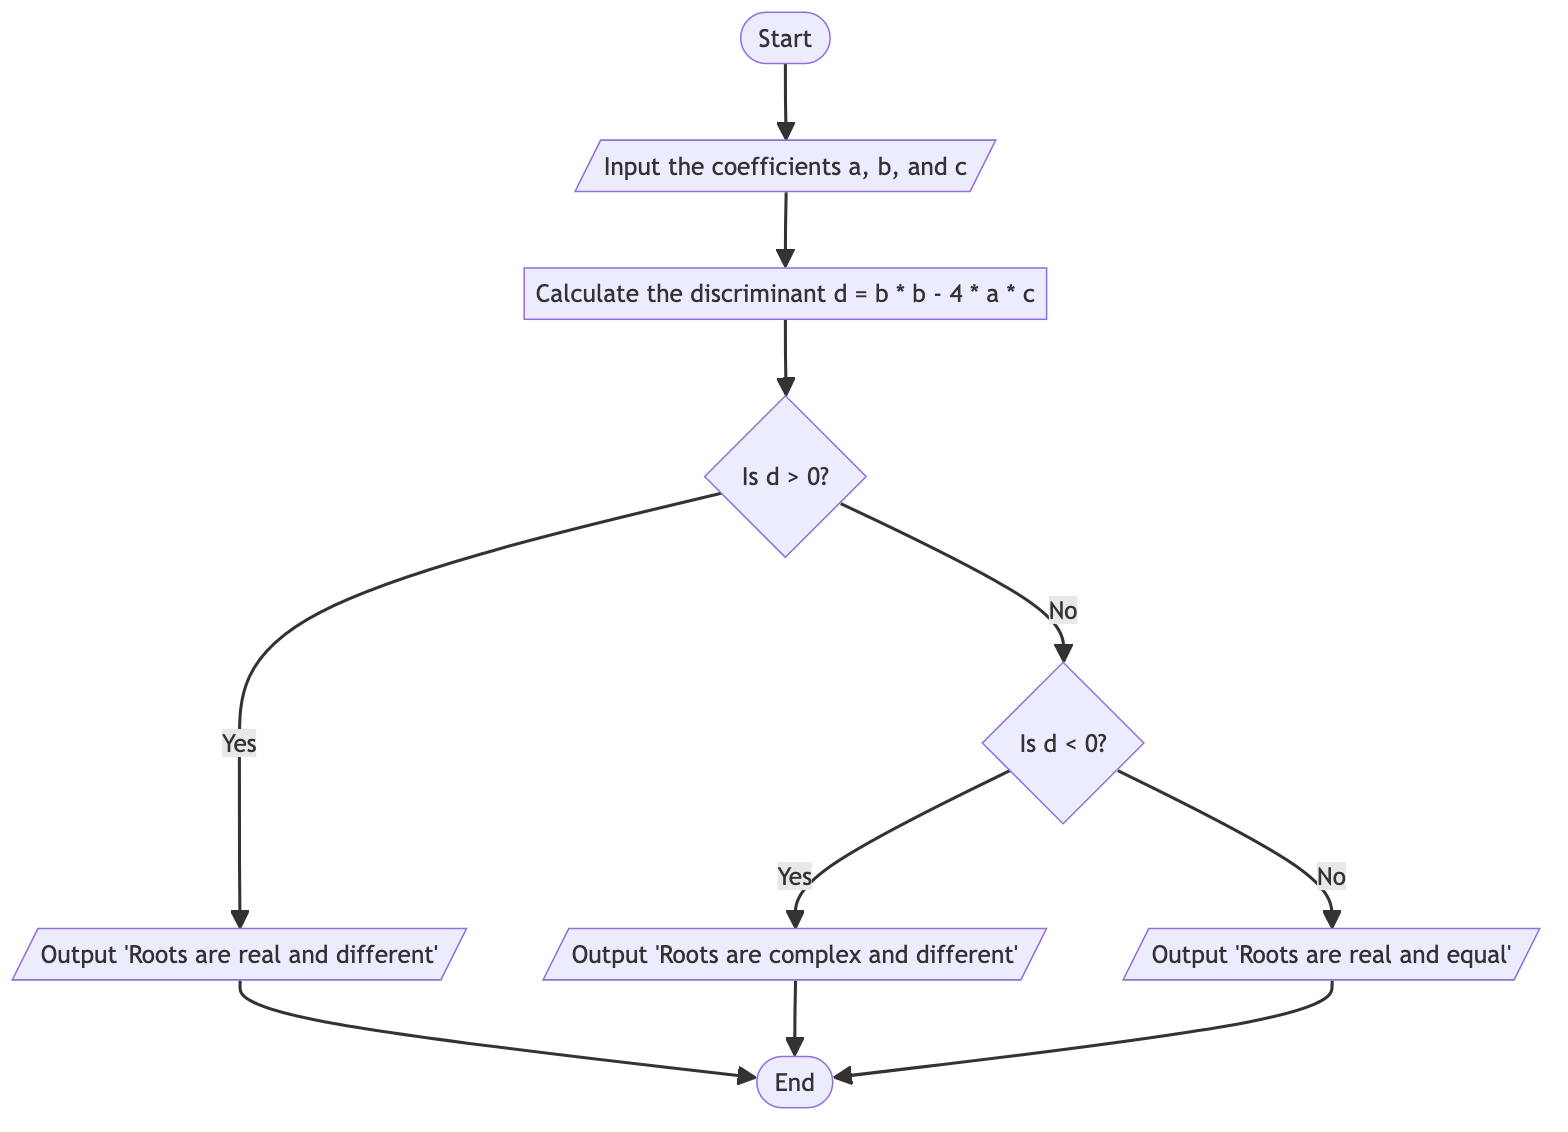 Start
Input the coefficients a, b, and c
Calculate the discriminant d = b * b - 4 * a * c
Is d > 0?
No
Yes
Is d < 0?
Yes
No
Output 'Roots are real and different'
Output 'Roots are complex and different'
Output 'Roots are real and equal'
End